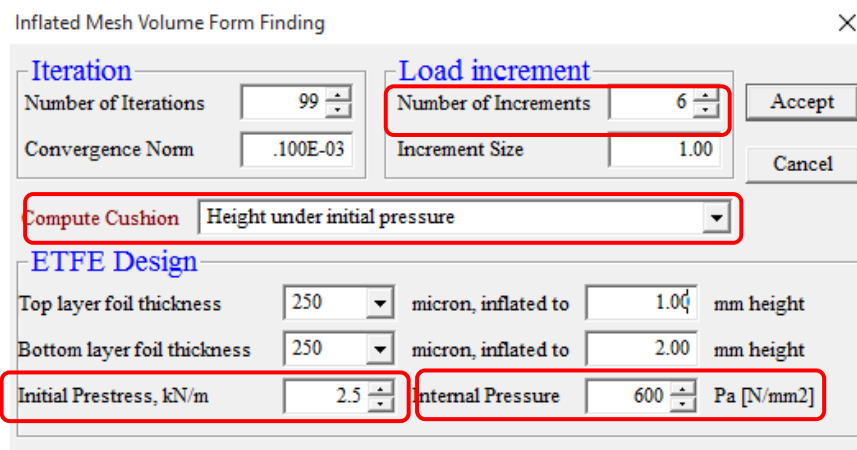 Inflated Mesh Volume Form Finding
Iteration
Number of Iterations 99
Convergence Norm .100E-03
Load increment
Number of Increments 6
Increment Size 1.00
Accept
Cancel
Compute Cushion Height under initial pressure
ETFE Design
Top layer foil thickness 250 micron, inflated to 1.00 mm height
Bottom layer foil thickness 250 micron, inflated to 2.00 mm height
Initial Prestress, kN/m 2.5 Internal Pressure 600 Pa [N/mm2]